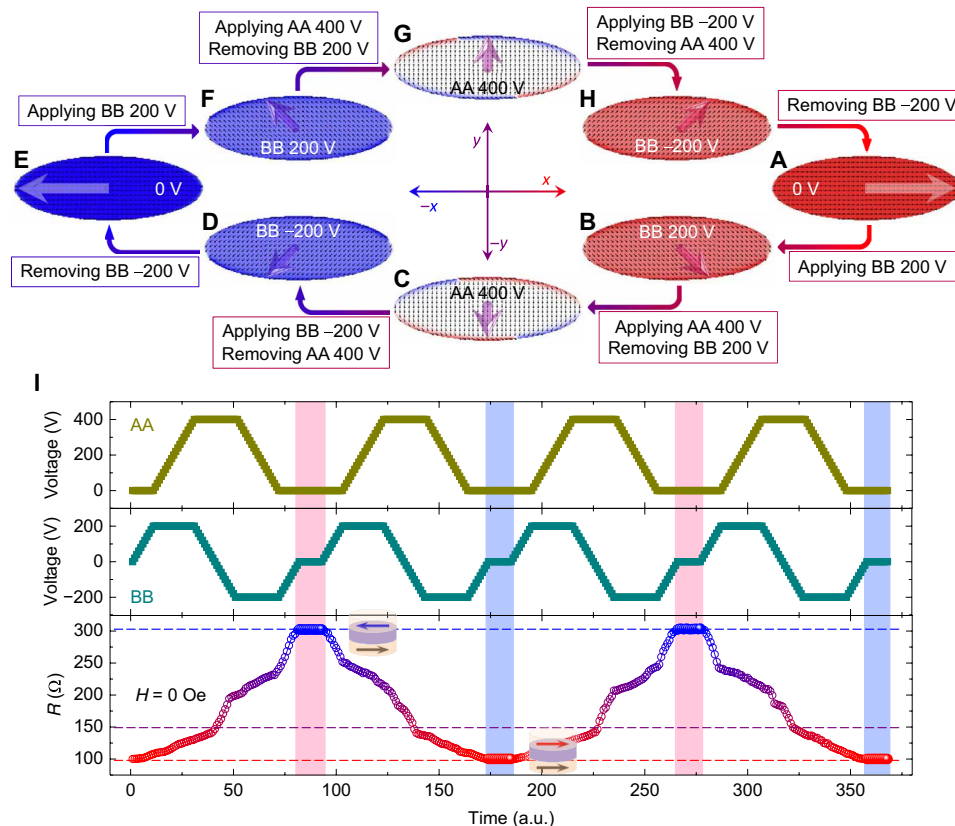 Applying AA 400 V
Removing BB 200 V
G
AA 400 V
Applying BB –200 V
Removing AA 400 V
Applying BB 200 V
F
BB 200 V
H
BB –200 V
Removing BB –200 V
E
0 V
y
x
–x
–y
A
0 V
D
BB –200 V
B
BB 200 V
Removing BB –200 V
C
AA 400 V
Applying BB 200 V
Applying BB –200 V
Removing AA 400 V
Applying AA 400 V
Removing BB 200 V
I
Voltage (V)
400
200
0
AA
Voltage (V)
200
0
−200
BB
R (Ω)
300
250
200
150
100
H = 0 Oe
0 50 100 150 200 250 300 350
Time (a.u.)